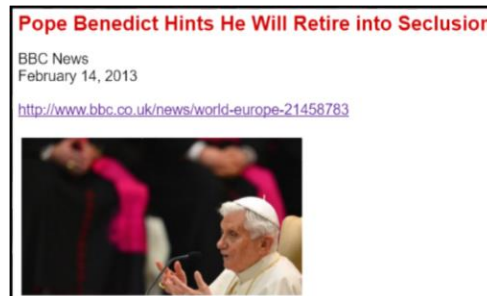 Pope Benedict Hints He Will Retire into Seclusion
BBC News
February 14, 2013
http://www.bbc.co.uk/news/world-europe-21458783